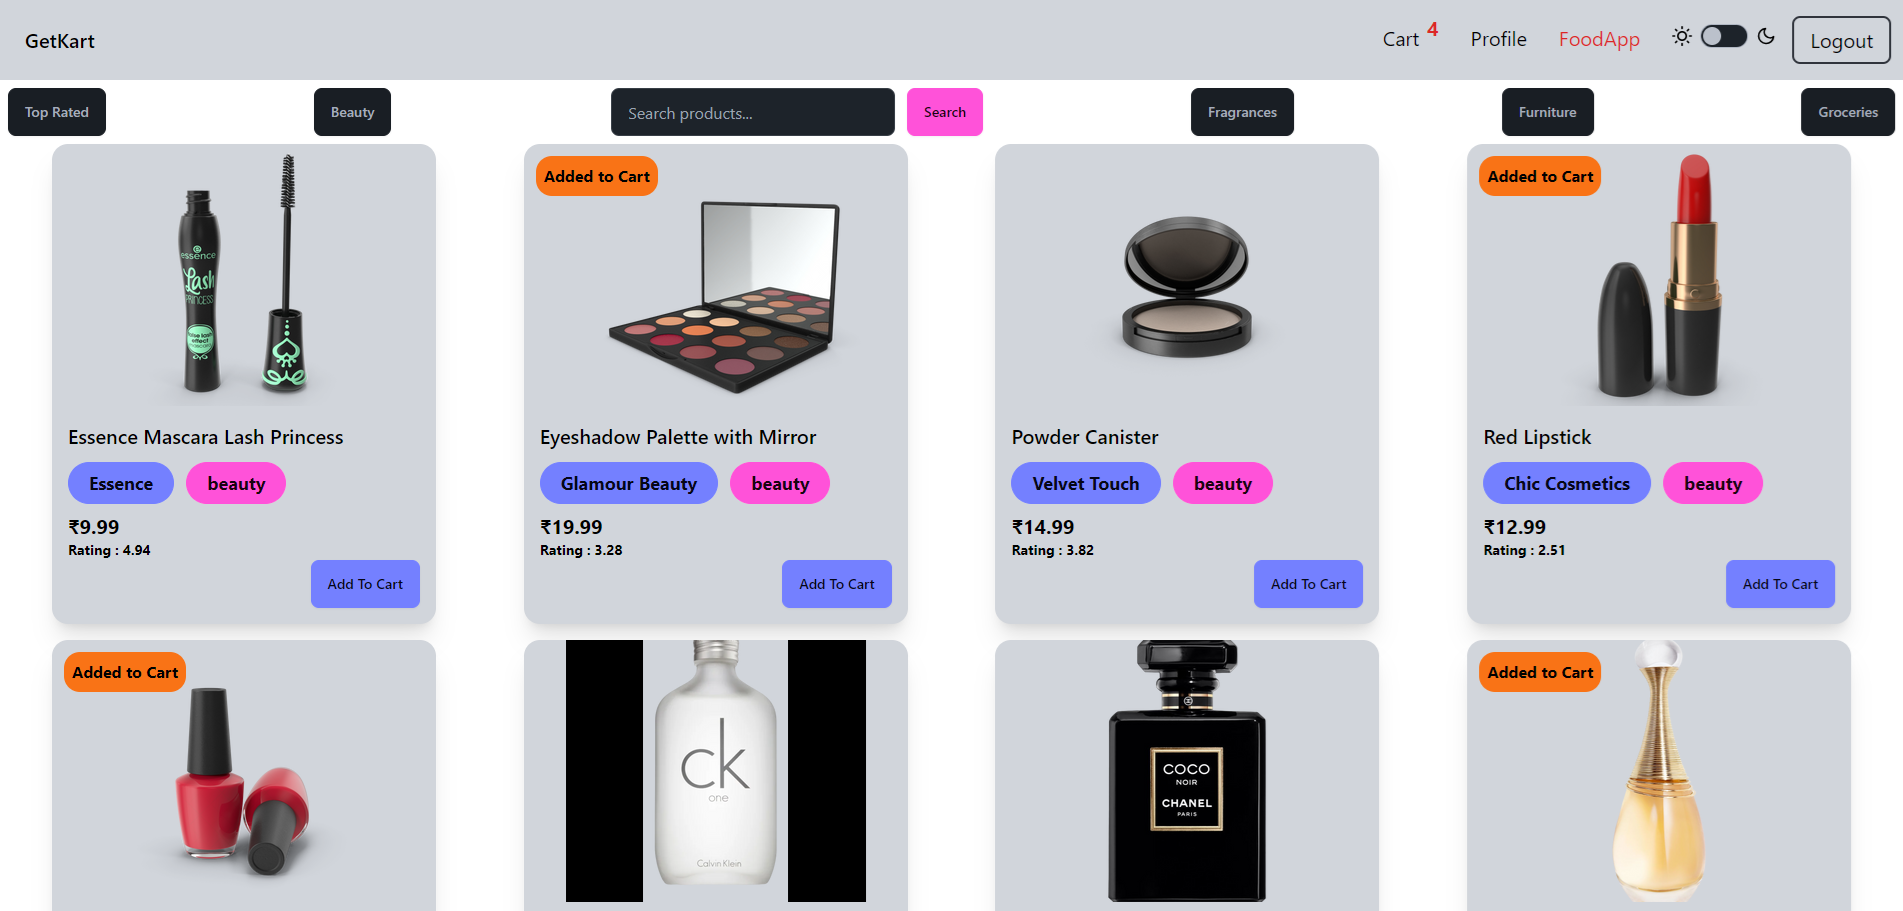 GetKart
Cart 4
Profile
FoodApp
Logout
Top Rated
Beauty
Search products...
Search
Fragrances
Furniture
Groceries
essence
Lash
PRINCESS
false lash
effect
mascara
Essence Mascara Lash Princess
Essence
beauty
₹9.99
Rating : 4.94
Add To Cart
Added to Cart
Eyeshadow Palette with Mirror
Glamour Beauty
beauty
₹19.99
Rating : 3.28
Add To Cart
Powder Canister
Velvet Touch
beauty
₹14.99
Rating : 3.82
Add To Cart
Added to Cart
Red Lipstick
Chic Cosmetics
beauty
₹12.99
Rating : 2.51
Add To Cart
Added to Cart
ck
one
Calvin Klein
COCO
NOIR
CHANEL
PARIS
Added to Cart